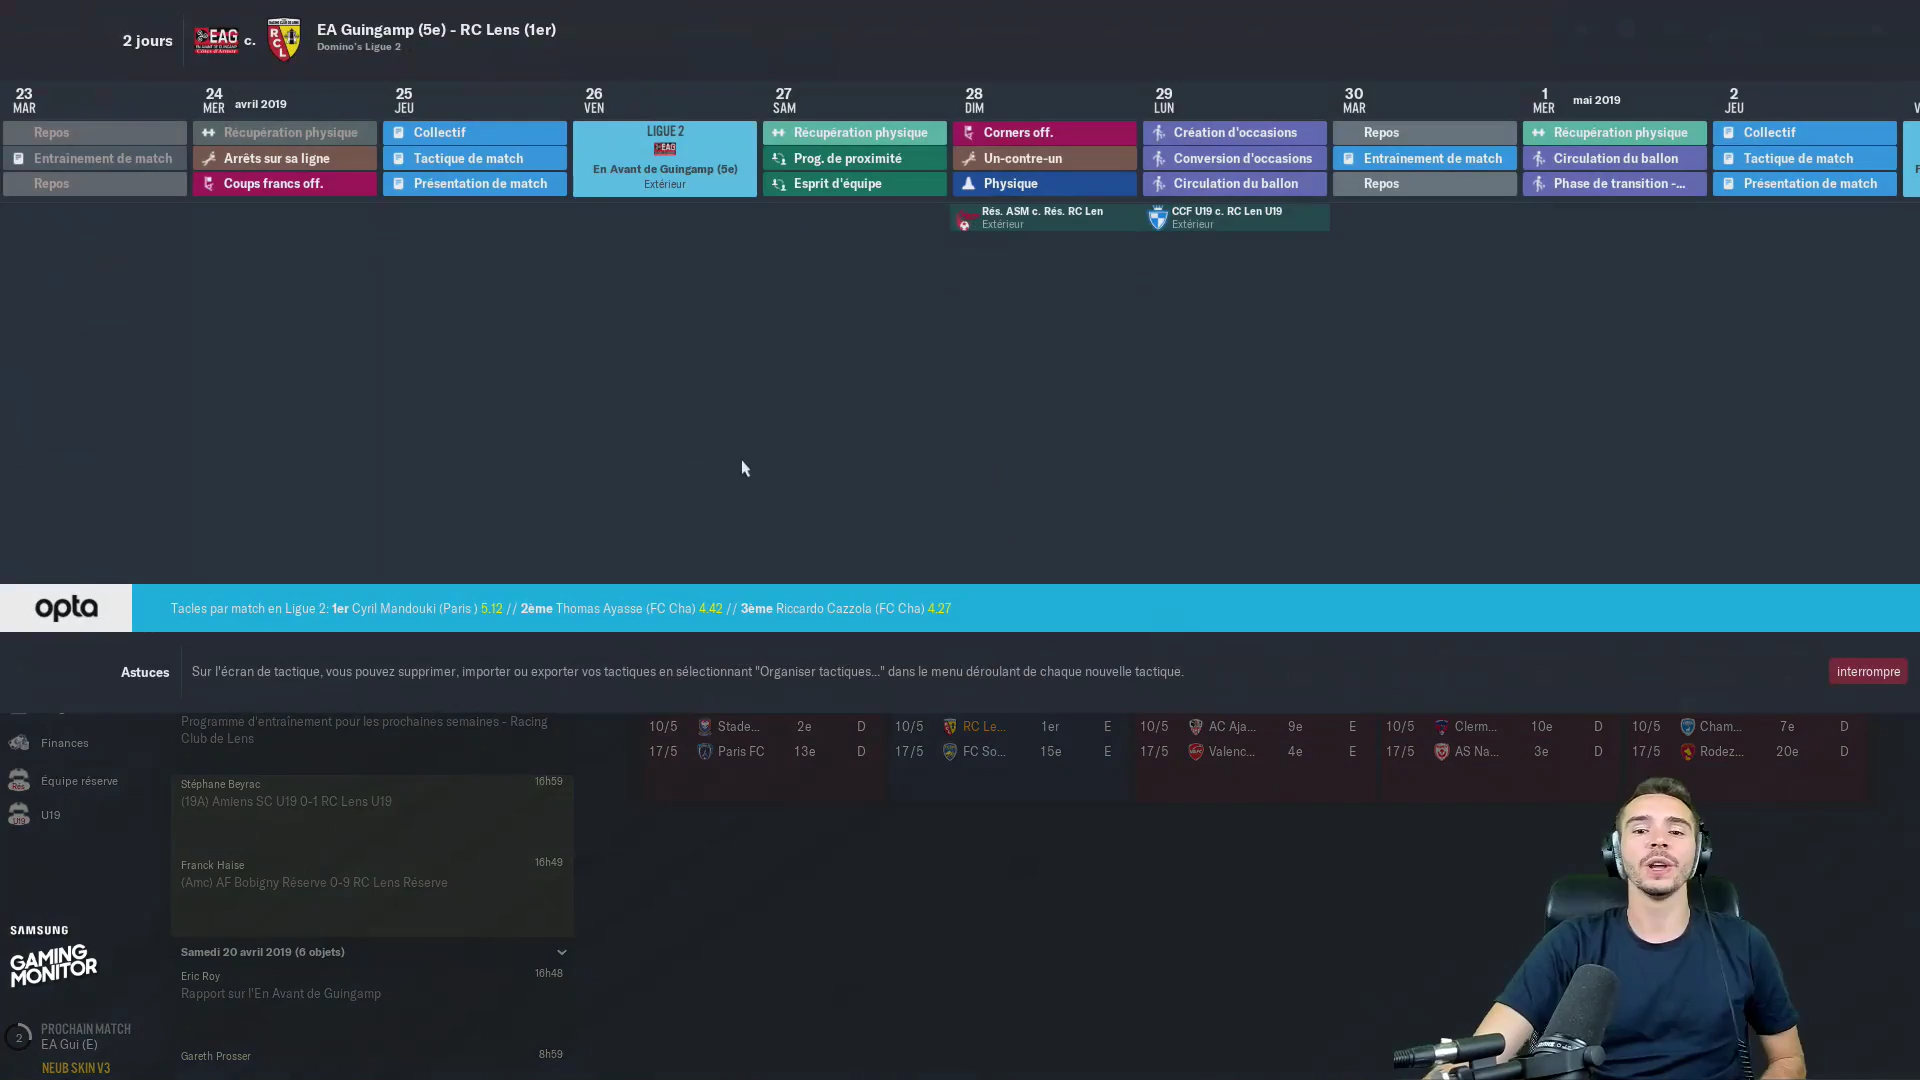 2 jours
EAG
c.
RCL
EA Guingamp (5e) - RC Lens (1er)
Domino's Ligue 2
23
MAR
24
MER
avril 2019
25
JEU
26
VEN
27
SAM
28
DIM
29
LUN
30
MAR
1
MER
mai 2019
2
JEU
Repos
Entrainement de match
Repos
Récupération physique
Arrêts sur sa ligne
Coups francs off.
Collectif
Tactique de match
Présentation de match
LIGUE 2
EAG
En Avant de Guingamp (5e)
Extérieur
Récupération physique
Prog. de proximité
Esprit d'équipe
Corners off.
Un-contre-un
Physique
Création d'occasions
Conversion d'occasions
Circulation du ballon
Repos
Entraînement de match
Repos
Récupération physique
Circulation du ballon
Phase de transition -...
Collectif
Tactique de match
Présentation de match
Rés. ASM c. Rés. RC Len
Extérieur
CCF U19 c. RC Len U19
Extérieur
opta
Tacles par match en Ligue 2: 1er Cyril Mandouki (Paris ) 5.12 // 2ème Thomas Ayasse (FC Cha) 4.42 // 3ème Riccardo Cazzola (FC Cha) 4.27
Astuces
Sur l'écran de tactique, vous pouvez supprimer, importer ou exporter vos tactiques en sélectionnant "Organiser tactiques..." dans le menu déroulant de chaque nouvelle tactique.
interrompre
Finances
Équipe réserve
U19
Programme d'entraînement pour les prochaines semaines - Racing
Club de Lens
Stéphane Beyrac
16h59
(19A) Amiens SC U19 0-1 RC Lens U19
Franck Haise
16h49
(Amc) AF Bobigny Réserve 0-9 RC Lens Réserve
Samedi 20 avril 2019 (6 objets)
Eric Roy
16h48
Rapport sur l'En Avant de Guingamp
Gareth Prosser
8h59
10/5 Stade... 2e D
17/5 Paris FC 13e D
10/5 RC Le... 1er E
17/5 FC So... 15e E
10/5 AC Aja... 9e E
17/5 Valenc... 4e E
10/5 Clerm... 10e D
17/5 AS Na... 3e D
10/5 Cham... 7e D
17/5 Rodez... 20e D
SAMSUNG
GAMING
MONITOR
2
PROCHAIN MATCH
EA Gui (E)
NEUB SKIN V3